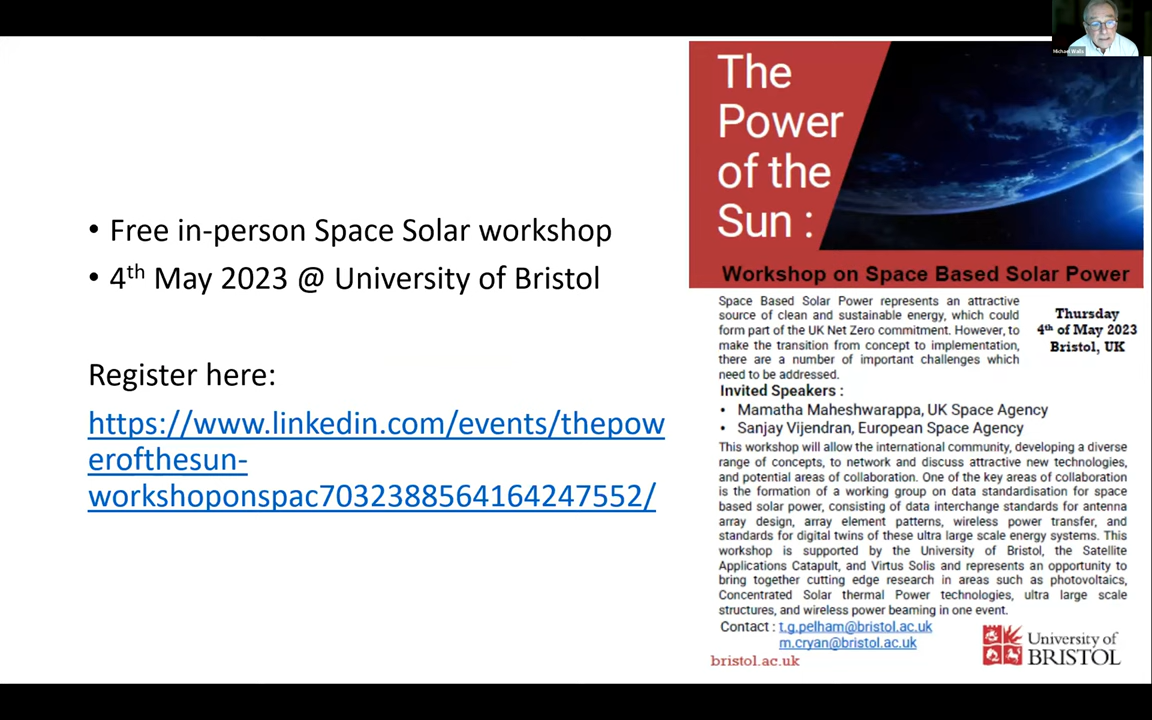 • Free in-person Space Solar workshop
• 4th May 2023 @ University of Bristol
Register here:
https://www.linkedin.com/events/thepow
erofthesun-
workshoponspac7032388564164247552/
The
Power
of the
Sun :
Workshop on Space Based Solar Power
Space Based Solar Power represents an attractive
source of clean and sustainable energy, which could
form part of the UK Net Zero commitment. However, to
make the transition from concept to implementation,
there are a number of important challenges which
need to be addressed.
Thursday
4th of May 2023
Bristol, UK
Invited Speakers :
• Mamatha Maheshwarappa, UK Space Agency
• Sanjay Vijendran, European Space Agency
This workshop will allow the international community, developing a diverse
range of concepts, to network and discuss attractive new technologies,
and potential areas of collaboration. One of the key areas of collaboration
is the formation of a working group on data standardisation for space
based solar power, consisting of data interchange standards for antenna
array design, array element patterns, wireless power transfer, and
standards for digital twins of these ultra large scale energy systems. This
workshop is supported by the University of Bristol, the Satellite
Applications Catapult, and Virtus Solis and represents an opportunity to
bring together cutting edge research in areas such as photovoltaics,
Concentrated Solar thermal Power technologies, ultra large scale
structures, and wireless power beaming in one event.
Contact : t.g.pelham@bristol.ac.uk
m.cryan@bristol.ac.uk
bristol.ac.uk
University of
BRISTOL
Michael Walls